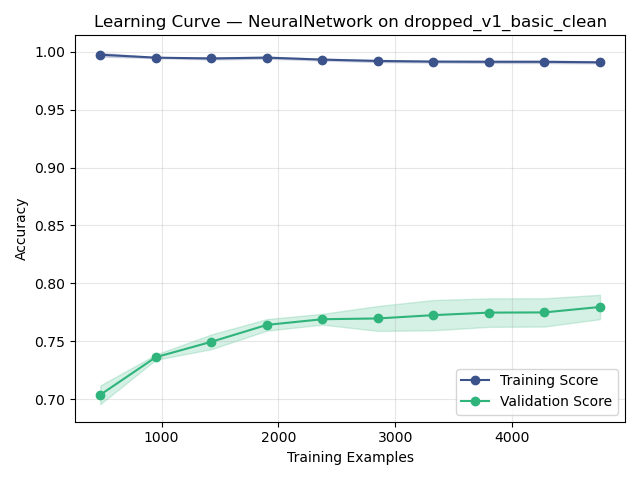 Learning Curve — NeuralNetwork on dropped_v1_basic_clean
1.00
0.95
0.90
0.85
0.80
0.75
0.70
Accuracy
1000
2000
3000
4000
Training Examples
Training Score
Validation Score